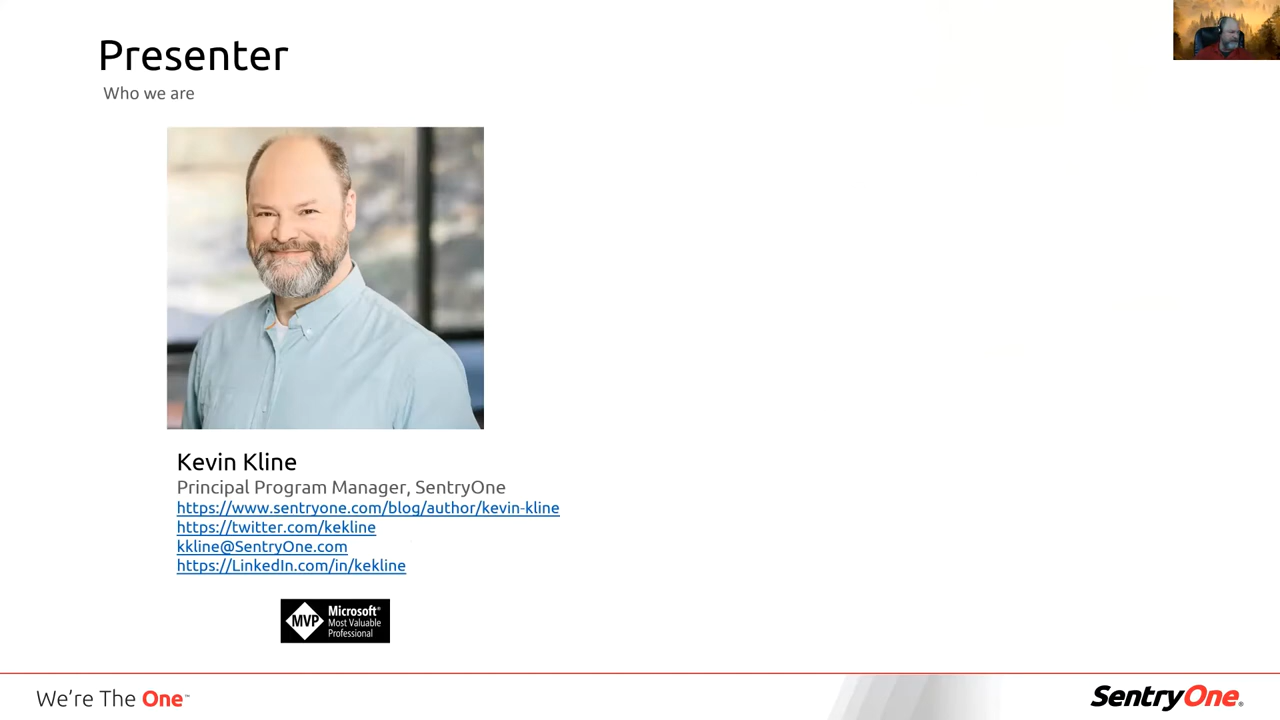 Presenter
Who we are
Kevin Kline
Principal Program Manager, SentryOne
https://www.sentryone.com/blog/author/kevin-kline
https://twitter.com/kekline
kkline@SentryOne.com
https://LinkedIn.com/in/kekline
MVP
Microsoft®
Most Valuable
Professional
We're The One™
SentryOne®